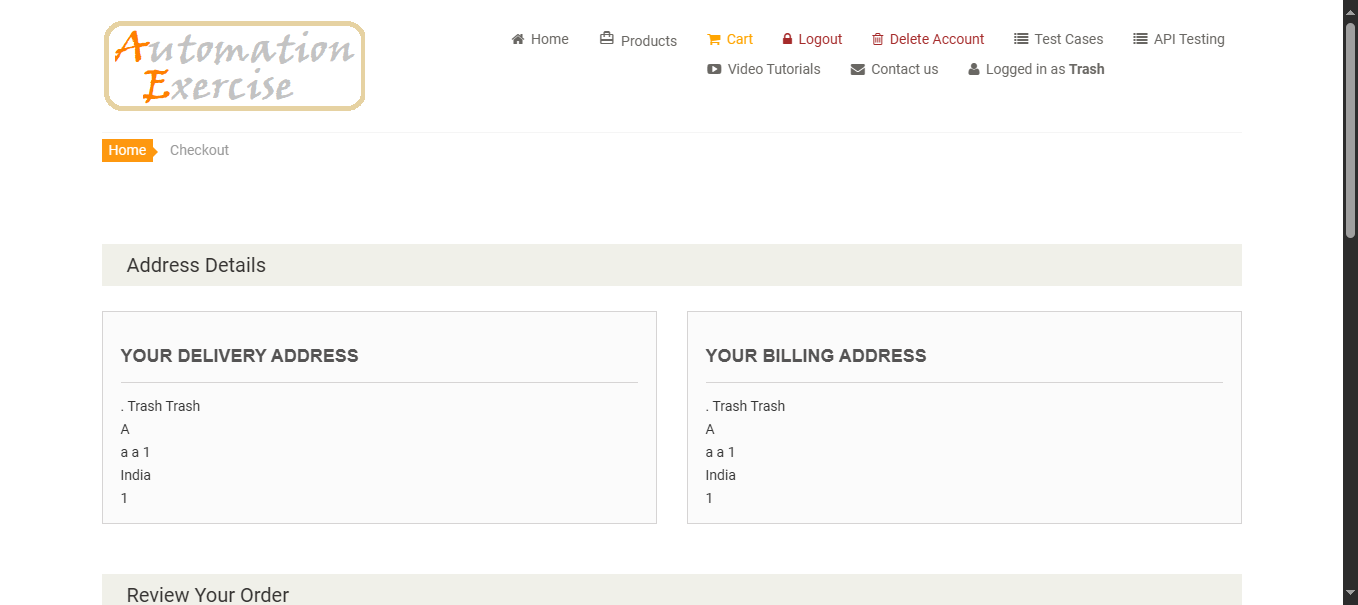 Automation
Exercise
Home Products Cart Logout Delete Account Test Cases API Testing
Video Tutorials Contact us Logged in as Trash
Home Checkout
Address Details
YOUR DELIVERY ADDRESS
. Trash Trash
A
a a 1
India
1
YOUR BILLING ADDRESS
. Trash Trash
A
a a 1
India
1
Review Your Order